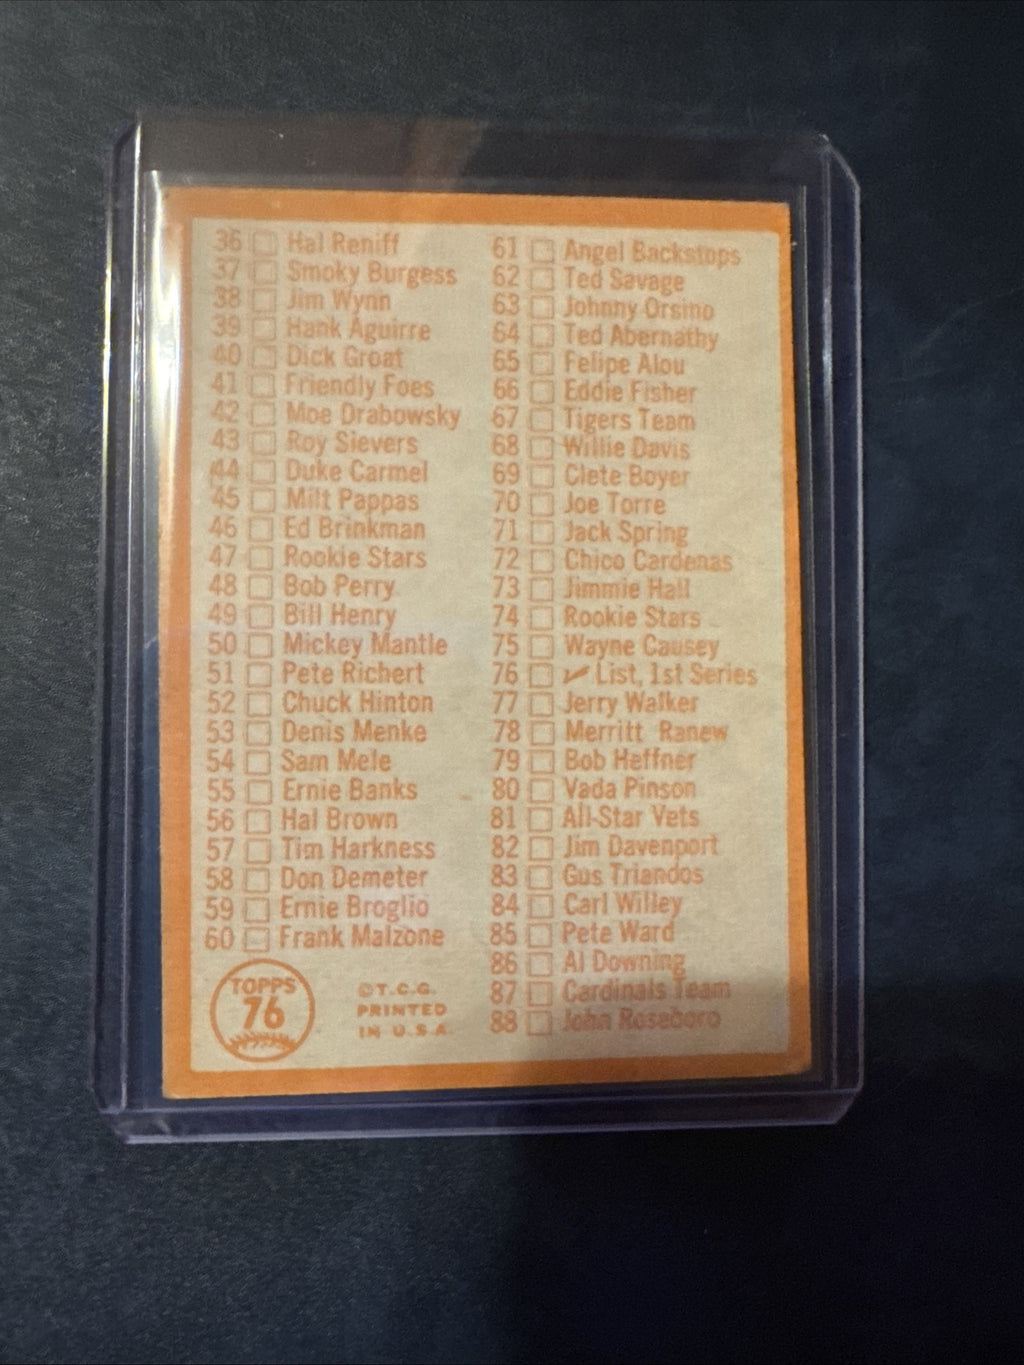 36 Hal Reniff
37 Smoky Burgess
38 Jim Wynn
39 Hank Aguirre
40 Dick Groat
41 Friendly Foes
42 Moe Drabowsky
43 Roy Sievers
44 Duke Carmel
45 Milt Pappas
46 Ed Brinkman
47 Rookie Stars
48 Bob Perry
49 Bill Henry
50 Mickey Mantle
51 Pete Richert
52 Chuck Hinton
53 Denis Menke
54 Sam Mele
55 Ernie Banks
56 Hal Brown
57 Tim Harkness
58 Don Demeter
59 Ernie Broglio
60 Frank Malzone
TOPPS
76
©T.C.G.
PRINTED
IN U.S.A
61 Angel Backstops
62 Ted Savage
63 Johnny Orsino
64 Ted Abernathy
65 Felipe Alou
66 Eddie Fisher
67 Tigers Team
68 Willie Davis
69 Clete Boyer
70 Joe Torre
71 Jack Spring
72 Chico Cardenas
73 Jimmie Hall
74 Rookie Stars
75 Wayne Causey
76 ✓ List, 1st Series
77 Jerry Walker
78 Merritt Ranew
79 Bob Heffner
80 Vada Pinson
81 All-Star Vets
82 Jim Davenport
83 Gus Triandos
84 Carl Willey
85 Pete Ward
86 Al Downing
87 Cardinals Team
88 John Roseboro